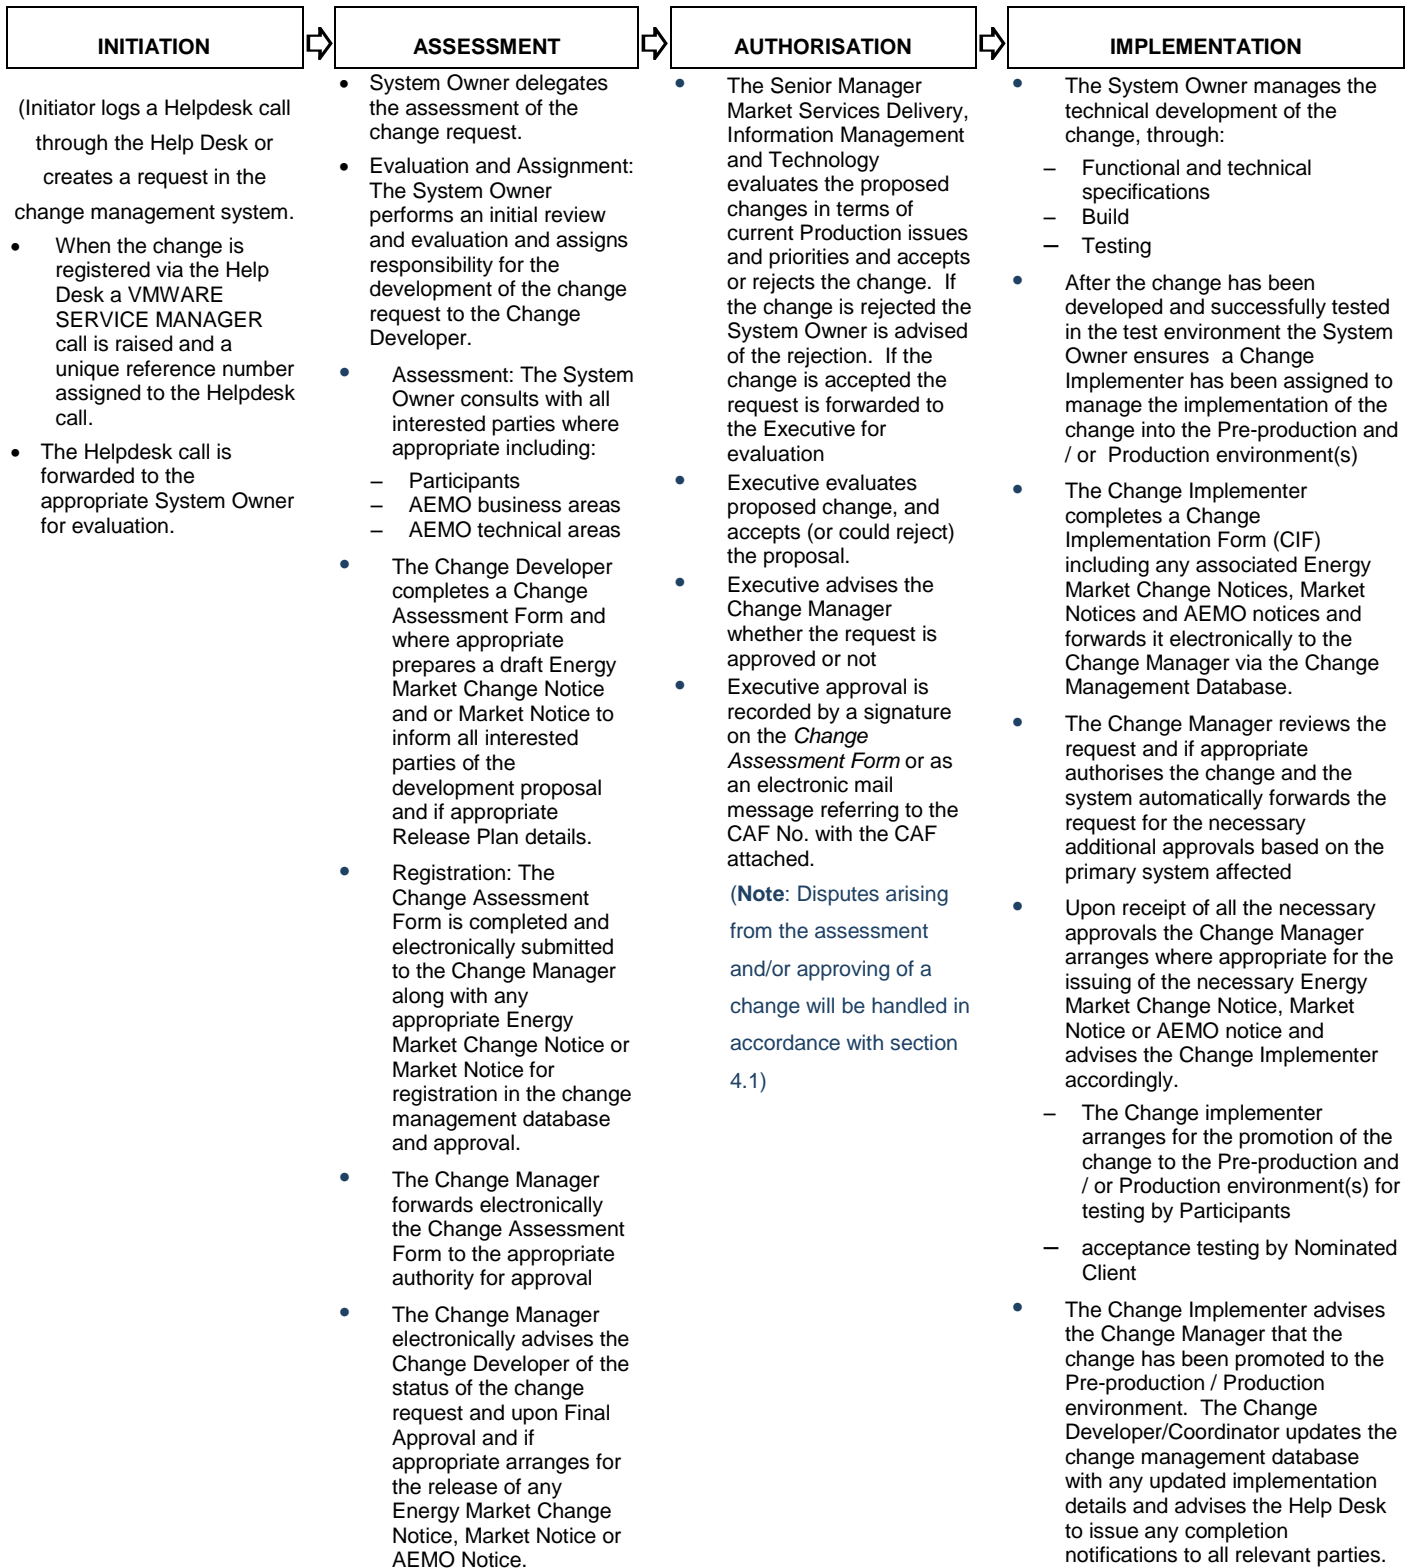 INITIATION
(Initiator logs a Helpdesk call
through the Help Desk or
creates a request in the
change management system.
• When the change is
registered via the Help
Desk a VMWARE
SERVICE MANAGER
call is raised and a
unique reference number
assigned to the Helpdesk
call.
• The Helpdesk call is
forwarded to the
appropriate System Owner
for evaluation.
ASSESSMENT
• System Owner delegates
the assessment of the
change request.
• Evaluation and Assignment:
The System Owner
performs an initial review
and evaluation and assigns
responsibility for the
development of the change
request to the Change
Developer.
• Assessment: The System
Owner consults with all
interested parties where
appropriate including:
– Participants
– AEMO business areas
– AEMO technical areas
• The Change Developer
completes a Change
Assessment Form and
where appropriate
prepares a draft Energy
Market Change Notice
and or Market Notice to
inform all interested
parties of the
development proposal
and if appropriate
Release Plan details.
• Registration: The
Change Assessment
Form is completed and
electronically submitted
to the Change Manager
along with any
appropriate Energy
Market Change Notice or
Market Notice for
registration in the change
management database
and approval.
• The Change Manager
forwards electronically
the Change Assessment
Form to the appropriate
authority for approval
• The Change Manager
electronically advises the
Change Developer of the
status of the change
request and upon Final
Approval and if
appropriate arranges for
the release of any
Energy Market Change
Notice, Market Notice or
AEMO Notice.
AUTHORISATION
• The Senior Manager
Market Services Delivery,
Information Management
and Technology
evaluates the proposed
changes in terms of
current Production issues
and priorities and accepts
or rejects the change. If
the change is rejected the
System Owner is advised
of the rejection. If the
change is accepted the
request is forwarded to
the Executive for
evaluation
• Executive evaluates
proposed change, and
accepts (or could reject)
the proposal.
• Executive advises the
Change Manager
whether the request is
approved or not
• Executive approval is
recorded by a signature
on the Change
Assessment Form or as
an electronic mail
message referring to the
CAF No. with the CAF
attached.
(Note: Disputes arising
from the assessment
and/or approving of a
change will be handled in
accordance with section
4.1)
IMPLEMENTATION
• The System Owner manages the
technical development of the
change, through:
– Functional and technical
specifications
– Build
– Testing
• After the change has been
developed and successfully tested
in the test environment the System
Owner ensures a Change
Implementer has been assigned to
manage the implementation of the
change into the Pre-production and
/ or Production environment(s)
• The Change Implementer
completes a Change
Implementation Form (CIF)
including any associated Energy
Market Change Notices, Market
Notices and AEMO notices and
forwards it electronically to the
Change Manager via the Change
Management Database.
• The Change Manager reviews the
request and if appropriate
authorises the change and the
system automatically forwards the
request for the necessary
additional approvals based on the
primary system affected
• Upon receipt of all the necessary
approvals the Change Manager
arranges where appropriate for the
issuing of the necessary Energy
Market Change Notice, Market
Notice or AEMO notice and
advises the Change Implementer
accordingly.
– The Change implementer
arranges for the promotion of the
change to the Pre-production and
/ or Production environment(s) for
testing by Participants
– acceptance testing by Nominated
Client
• The Change Implementer advises
the Change Manager that the
change has been promoted to the
Pre-production / Production
environment. The Change
Developer/Coordinator updates the
change management database
with any updated implementation
details and advises the Help Desk
to issue any completion
notifications to all relevant parties.